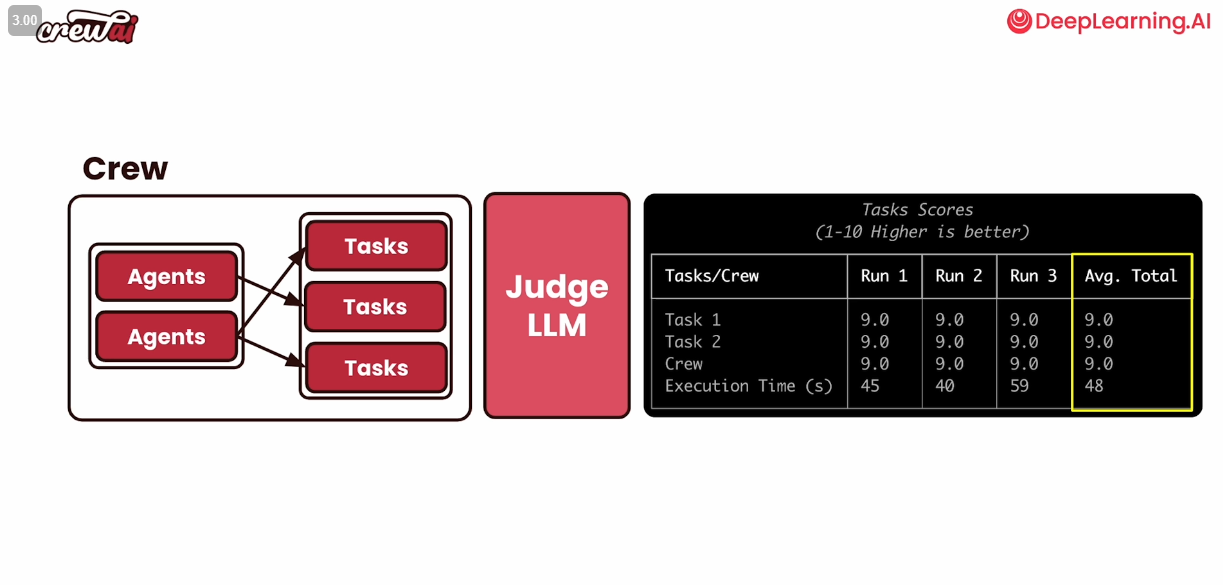 3.00
crewai
DeepLearning.AI
Crew
Agents
Agents
Tasks
Tasks
Tasks
Judge
LLM
Tasks Scores
(1-10 Higher is better)
Tasks/Crew Run 1 Run 2 Run 3 Avg. Total
Task 1 9.0 9.0 9.0 9.0
Task 2 9.0 9.0 9.0 9.0
Crew 9.0 9.0 9.0 9.0
Execution Time (s) 45 40 59 48